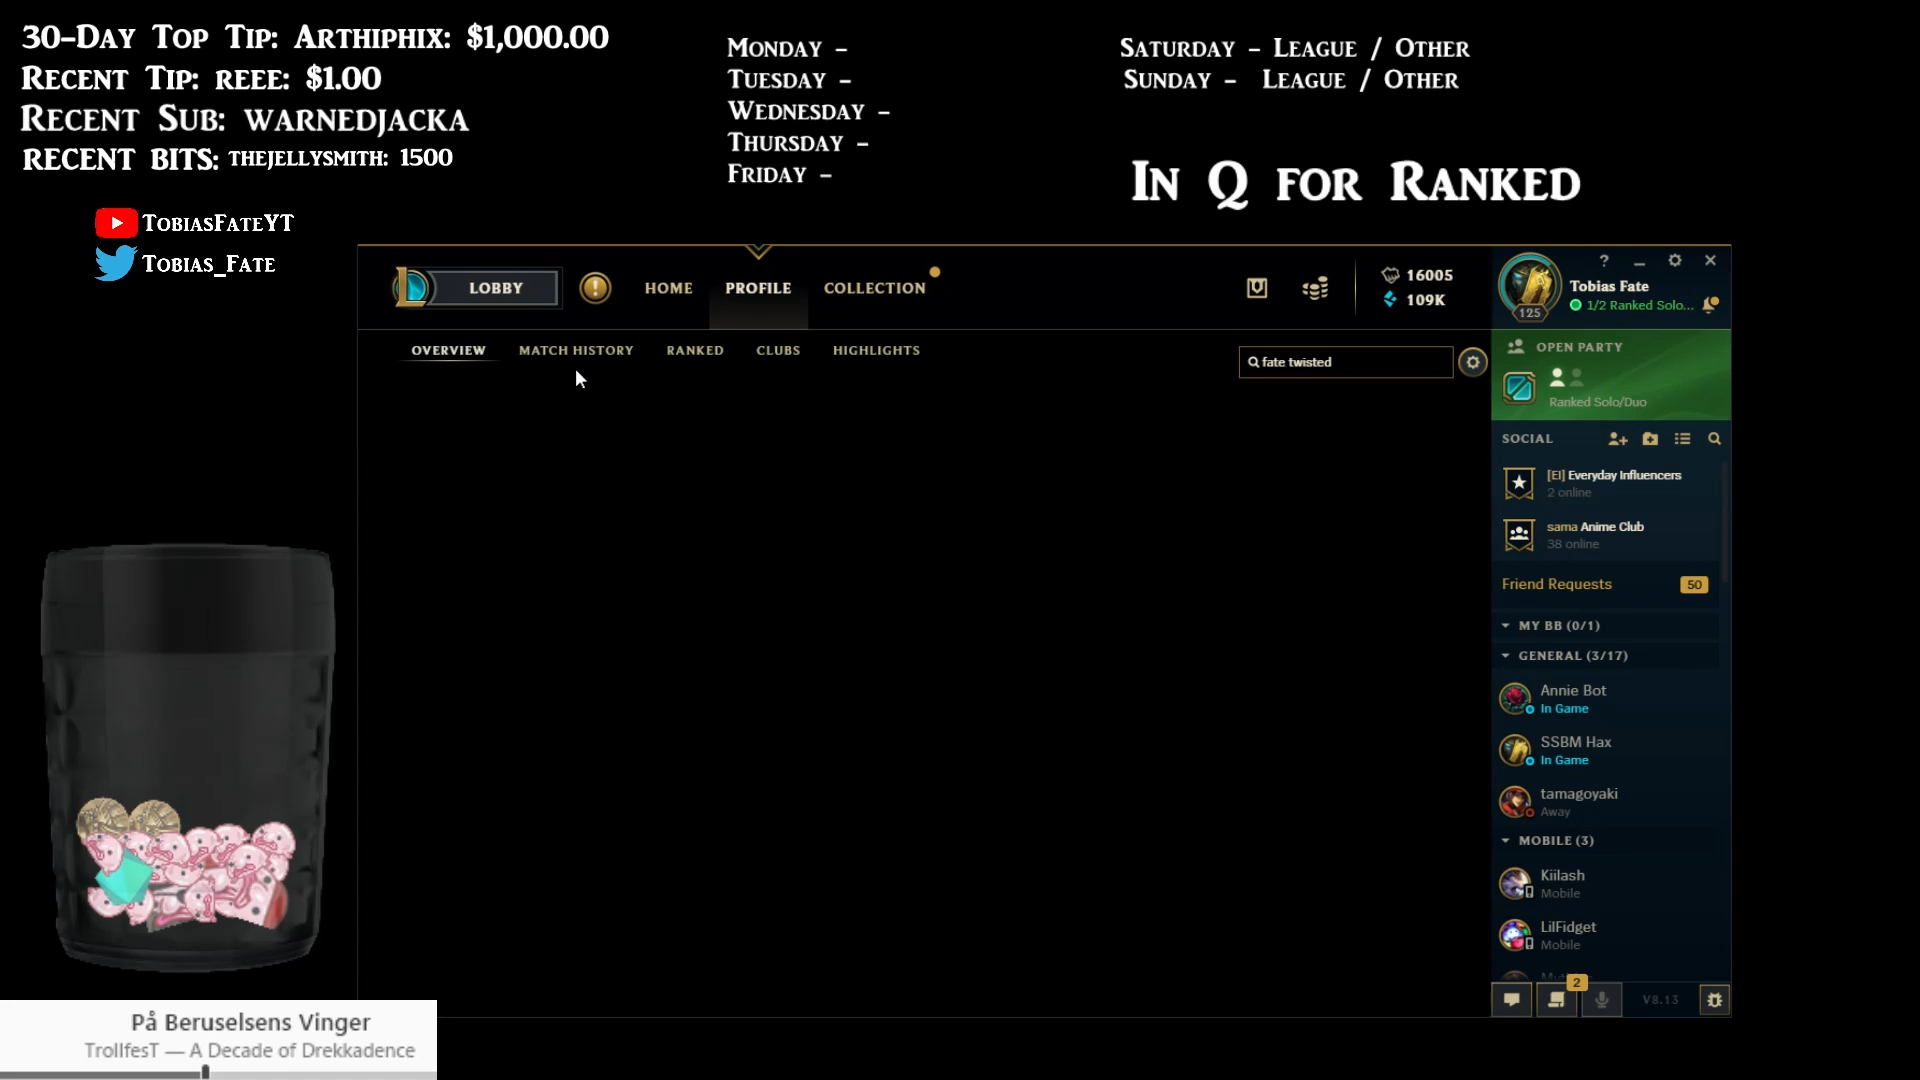 30-Day Top Tip: Arthiphix: $1,000.00
Recent Tip: reee: $1.00
Recent Sub: warnedjacka
RECENT BITS: thejellysmith: 1500
TobiasFateYT
Tobias_Fate
Monday -
Tuesday -
Wednesday -
Thursday -
Friday -
Saturday - League / Other
Sunday - League / Other
In Q for Ranked
LOBBY
HOME
PROFILE
COLLECTION
16005
109K
?
Tobias Fate
1/2 Ranked Solo...
125
OVERVIEW
MATCH HISTORY
RANKED
CLUBS
HIGHLIGHTS
fate twisted
OPEN PARTY
Ranked Solo/Duo
SOCIAL
[EI] Everyday Influencers
2 online
sama Anime Club
38 online
Friend Requests
50
MY BB (0/1)
GENERAL (3/17)
Annie Bot
In Game
SSBM Hax
In Game
tamagoyaki
Away
MOBILE (3)
Kiilash
Mobile
LilFidget
Mobile
2
V8.13
På Beruselsens Vinger
TrollfesT — A Decade of Drekkadence